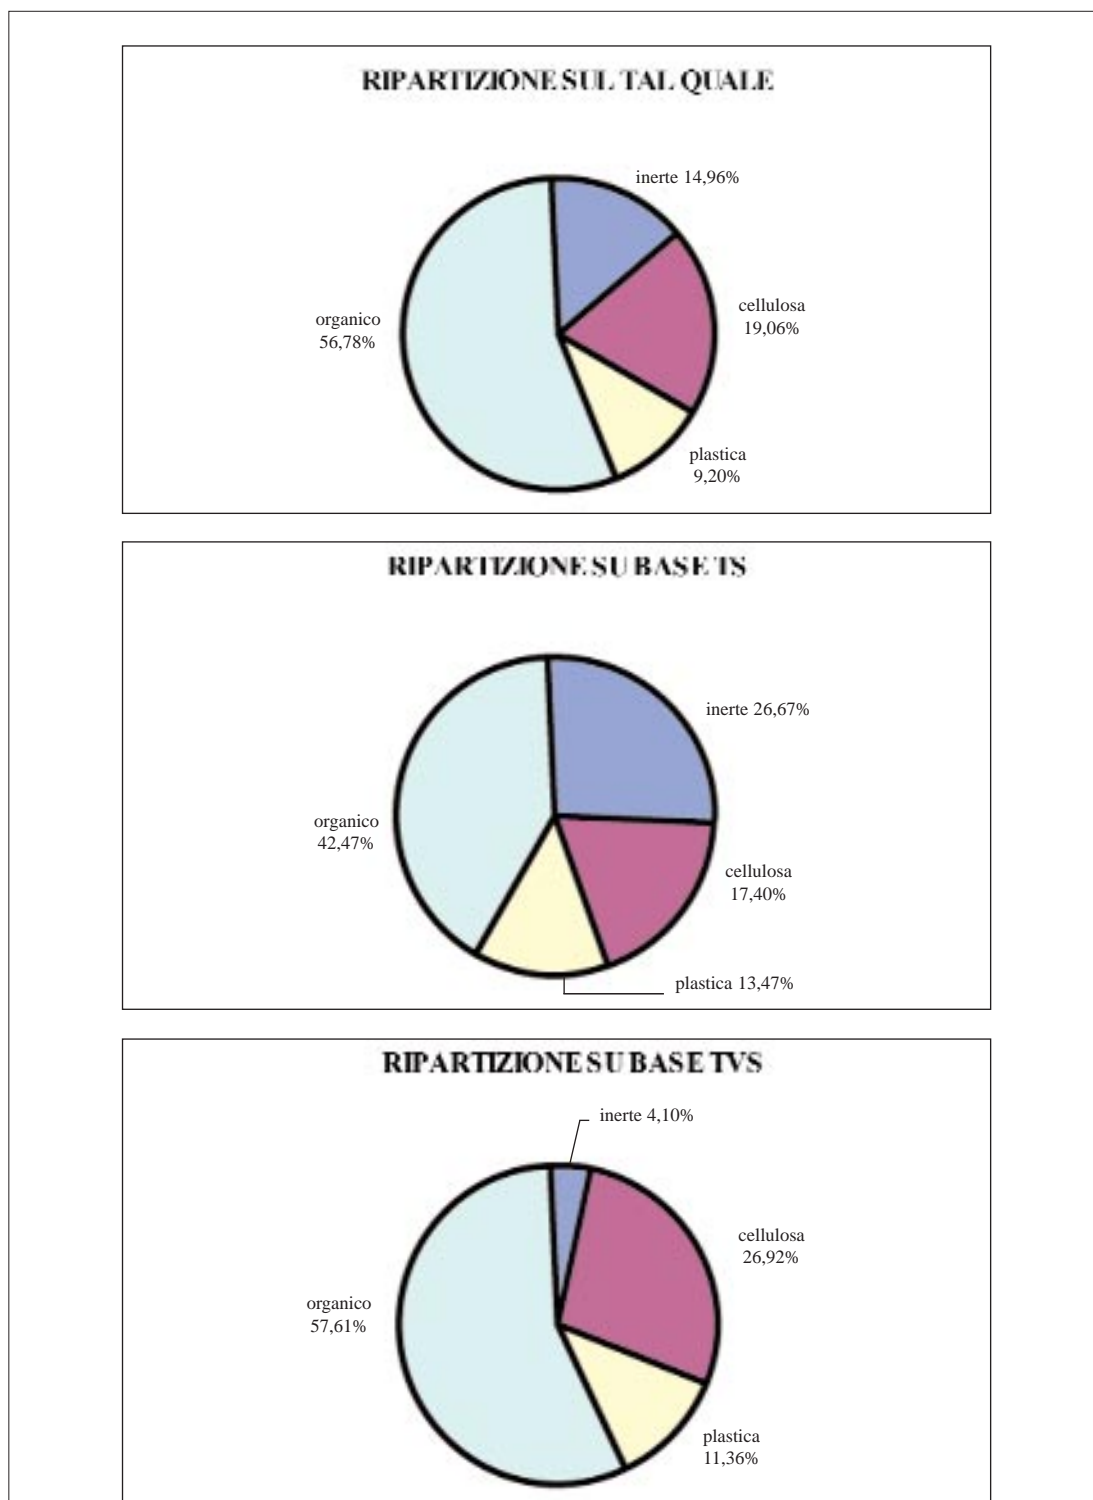 RIPARTIZIONE SUL TAL QUALE
inerte 14,96%
cellulosa
19,06%
organico
56,78%
plastica
9,20%
RIPARTIZIONE SU BASE TS
inerte 26,67%
organico
42,47%
cellulosa
17,40%
plastica 13,47%
RIPARTIZIONE SU BASE TVS
inerte 4,10%
cellulosa
26,92%
organico
57,61%
plastica
11,36%